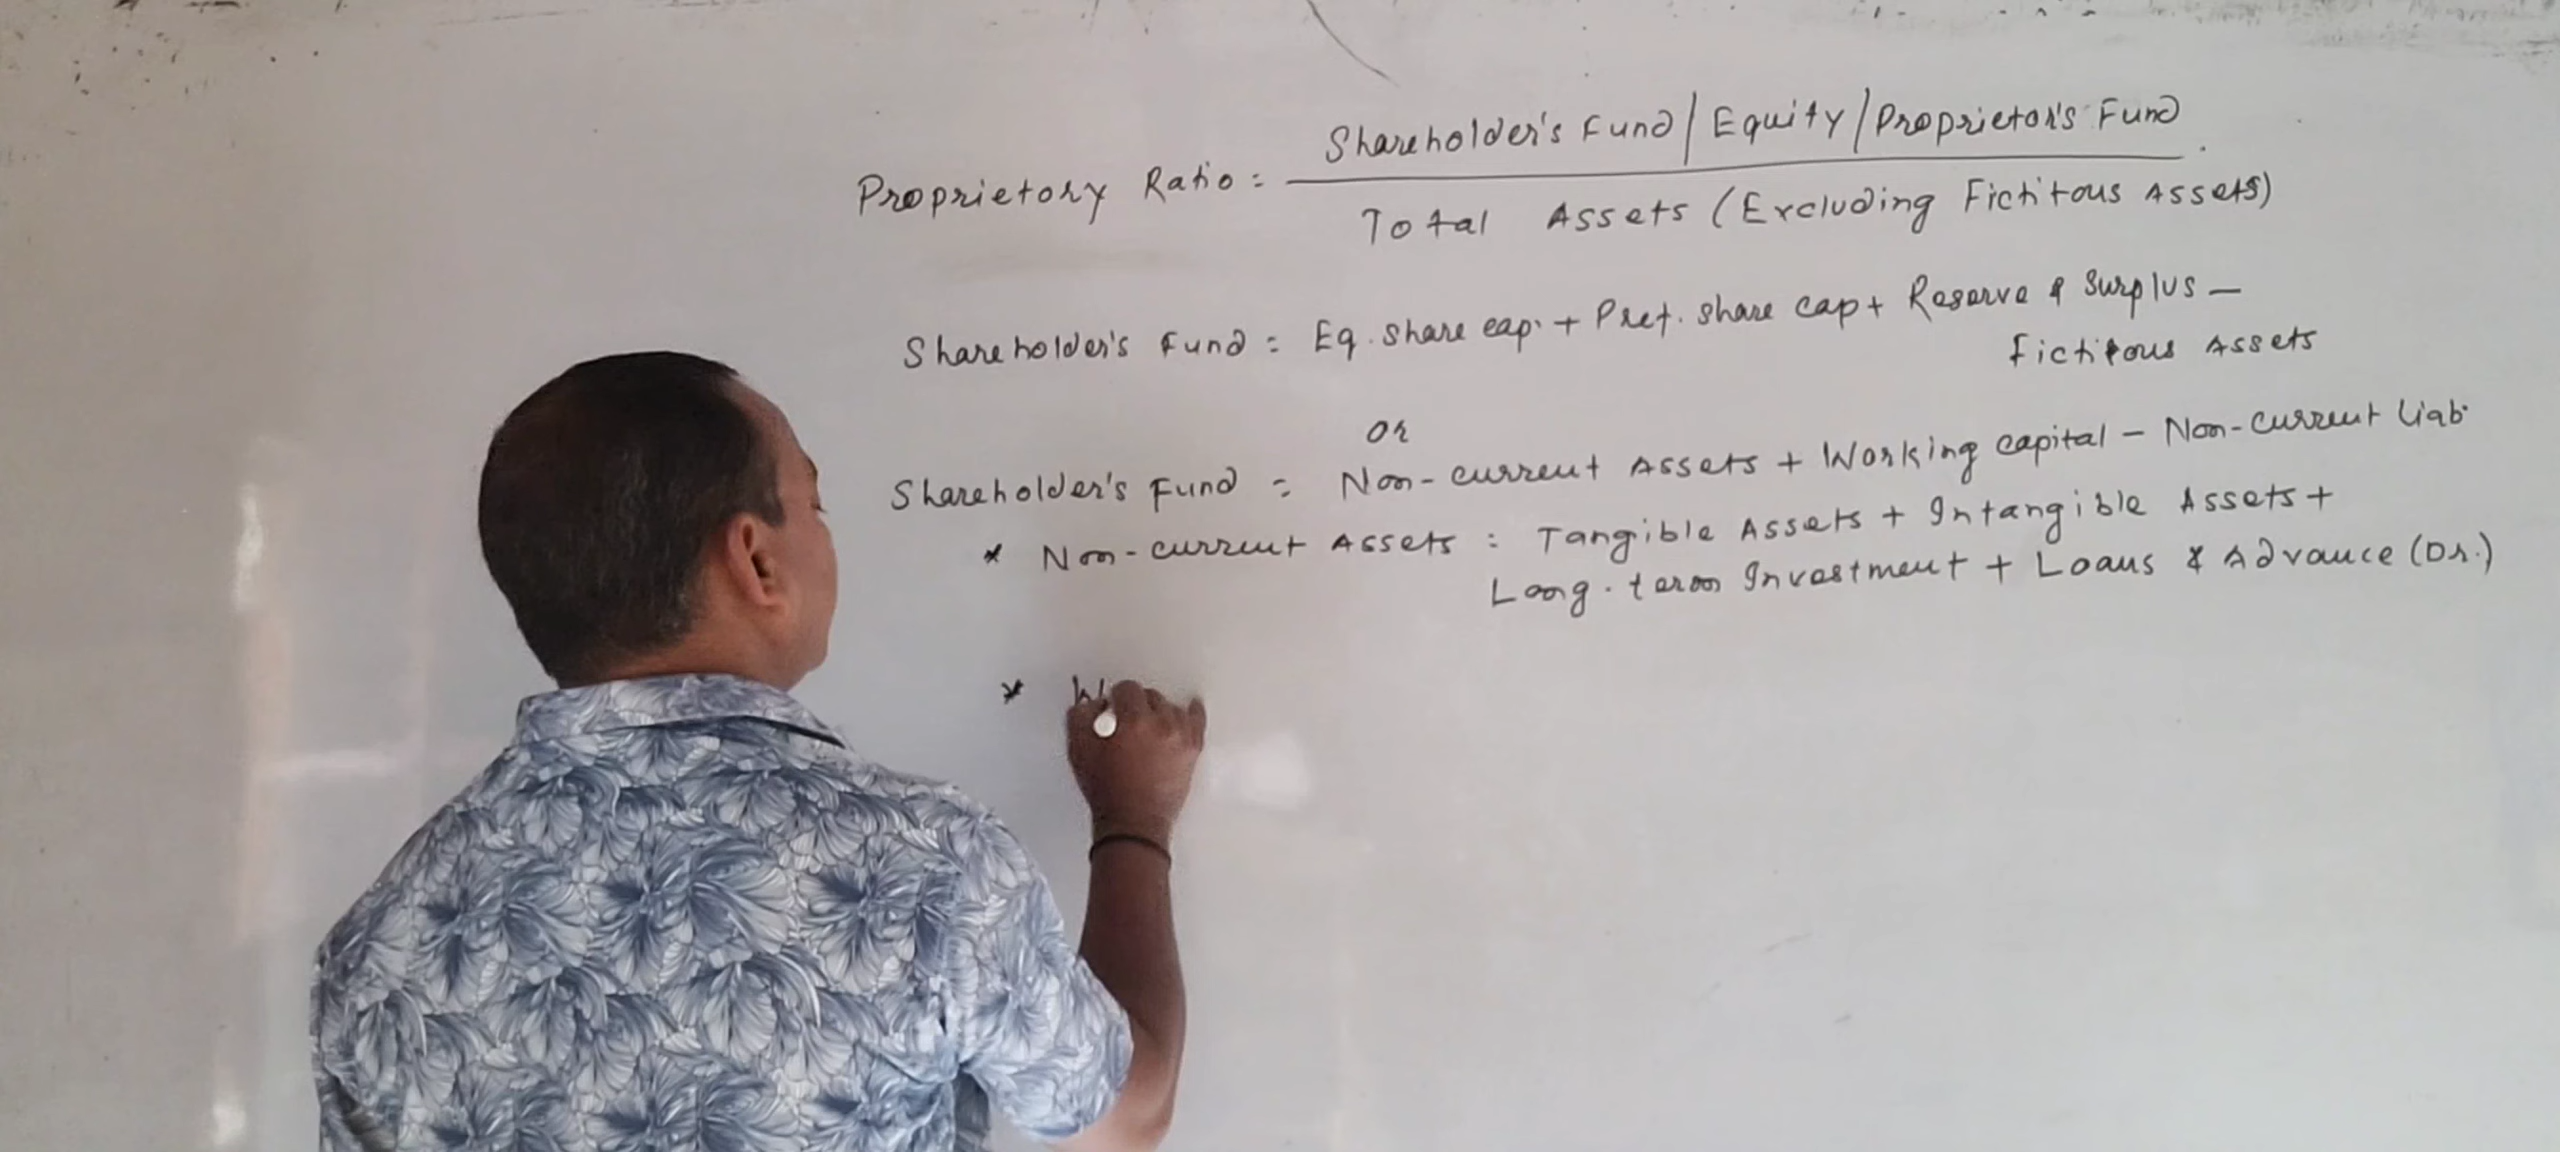 Shareholder's Fund / Equity / Proprietor's Fund
Proprietory Ratio =
Total Assets (Excluding Fictitous Assets)
Shareholder's Fund = Eq. share cap. + Pref. share cap + Reserve & Surplus -
Fictitous Assets
or
Shareholder's Fund = Non-current Assets + Working capital - Non-current Liab.
* Non-current Assets = Tangible Assets + Intangible Assets +
Long-term Investment + Loans & Advance (Dr.)
* W